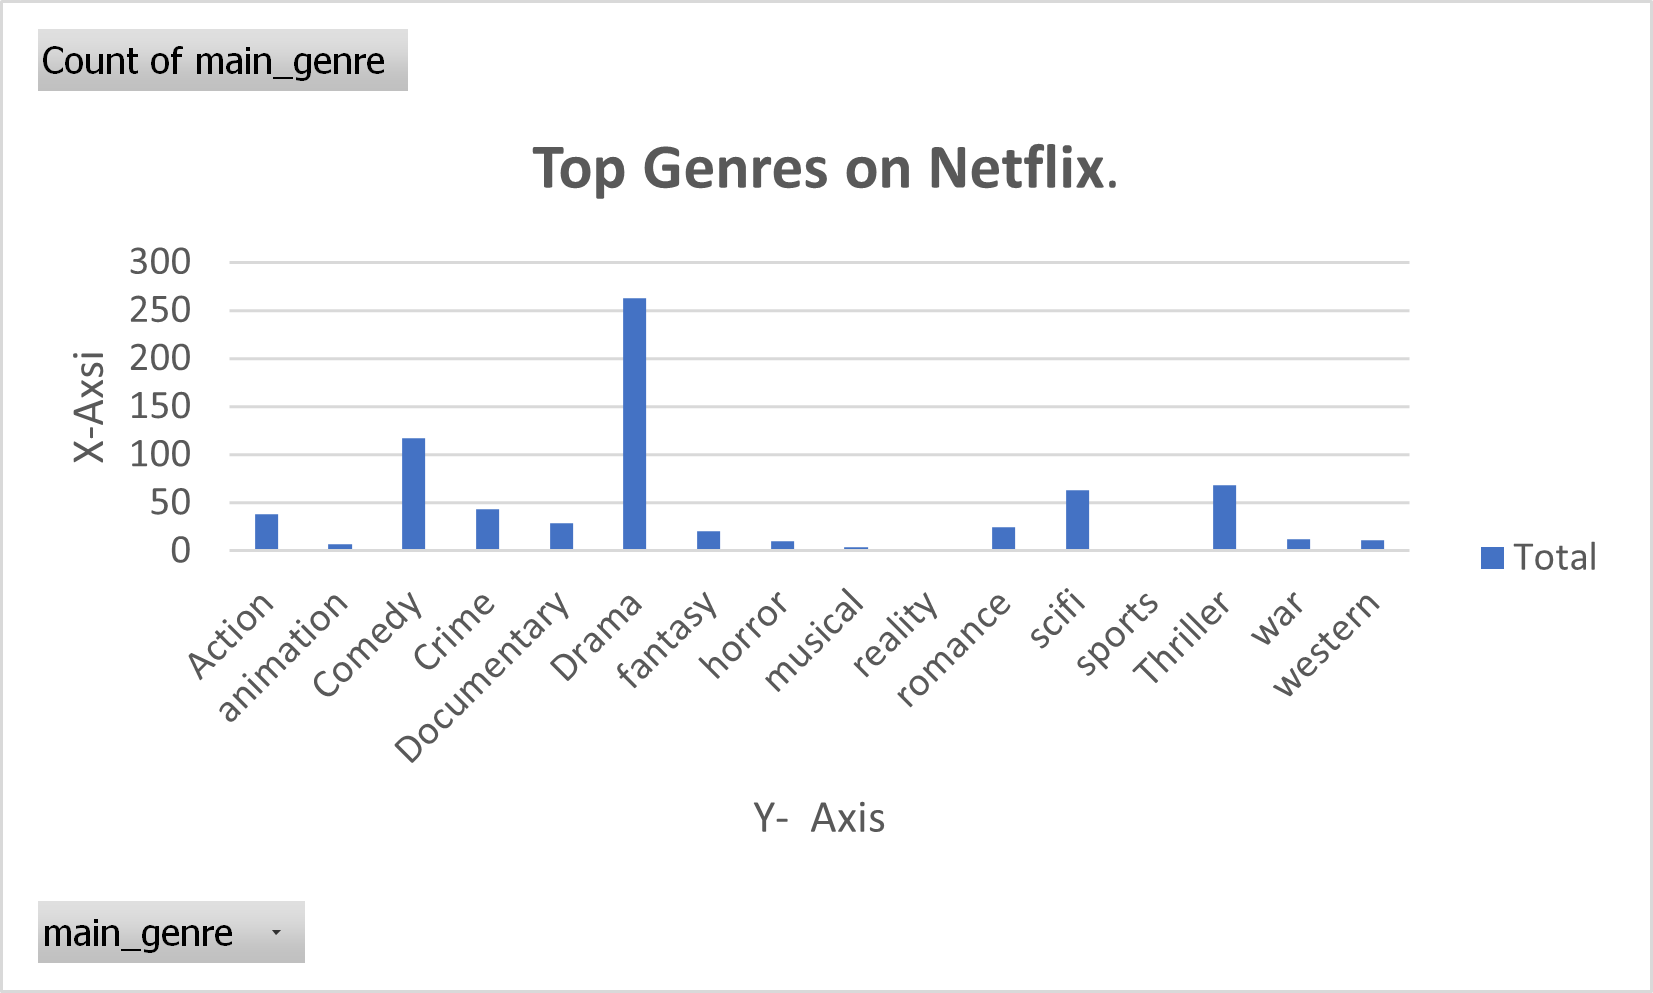 Count of main_genre
Top Genres on Netflix.
300
250
200
150
100
50
0
X-Axsi
Action
animation
Comedy
Crime
Documentary
Drama
fantasy
horror
musical
reality
romance
scifi
sports
Thriller
war
western
Total
Y-  Axis
main_genre